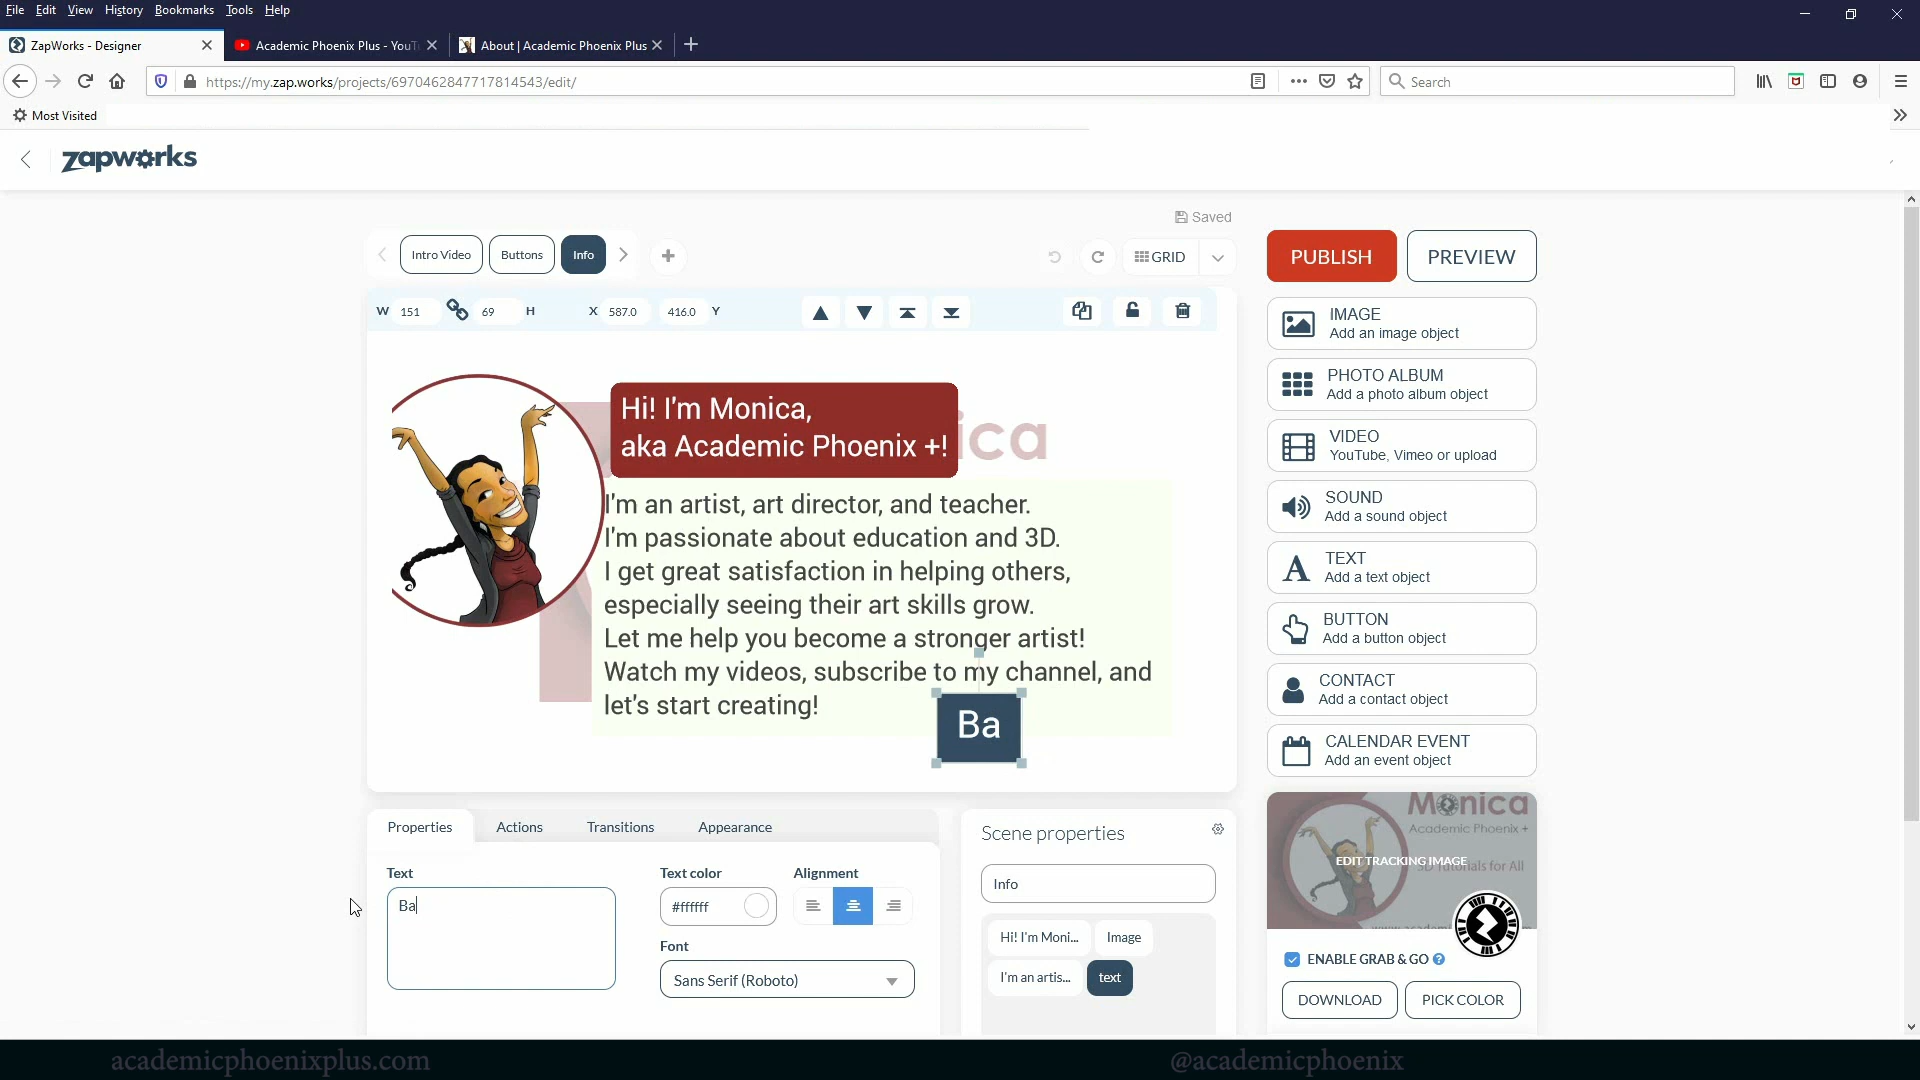 File Edit View History Bookmarks Tools Help
ZapWorks - Designer
Academic Phoenix Plus - YouT
About | Academic Phoenix Plus
https://my.zap.works/projects/6970462847717814543/edit/
Search
Most Visited
zapworks
Saved
Intro Video
Buttons
Info
GRID
PUBLISH
PREVIEW
W 151 69 H X 587.0 416.0 Y
Hi! I'm Monica,
aka Academic Phoenix +!
ica
I'm an artist, art director, and teacher.
I'm passionate about education and 3D.
I get great satisfaction in helping others,
especially seeing their art skills grow.
Let me help you become a stronger artist!
Watch my videos, subscribe to my channel, and
let's start creating!
Ba
IMAGE
Add an image object
PHOTO ALBUM
Add a photo album object
VIDEO
YouTube, Vimeo or upload
SOUND
Add a sound object
TEXT
Add a text object
BUTTON
Add a button object
CONTACT
Add a contact object
CALENDAR EVENT
Add an event object
Properties
Actions
Transitions
Appearance
Text
Ba
Text color
#ffffff
Alignment
Font
Sans Serif (Roboto)
Scene properties
Info
Hi! I'm Moni...
Image
I'm an artis...
text
Monica
Academic Phoenix +
EDIT TRACKING IMAGE
3D Tutorials for All
ENABLE GRAB & GO
DOWNLOAD
PICK COLOR
academicphoenixplus.com
@academicphoenix